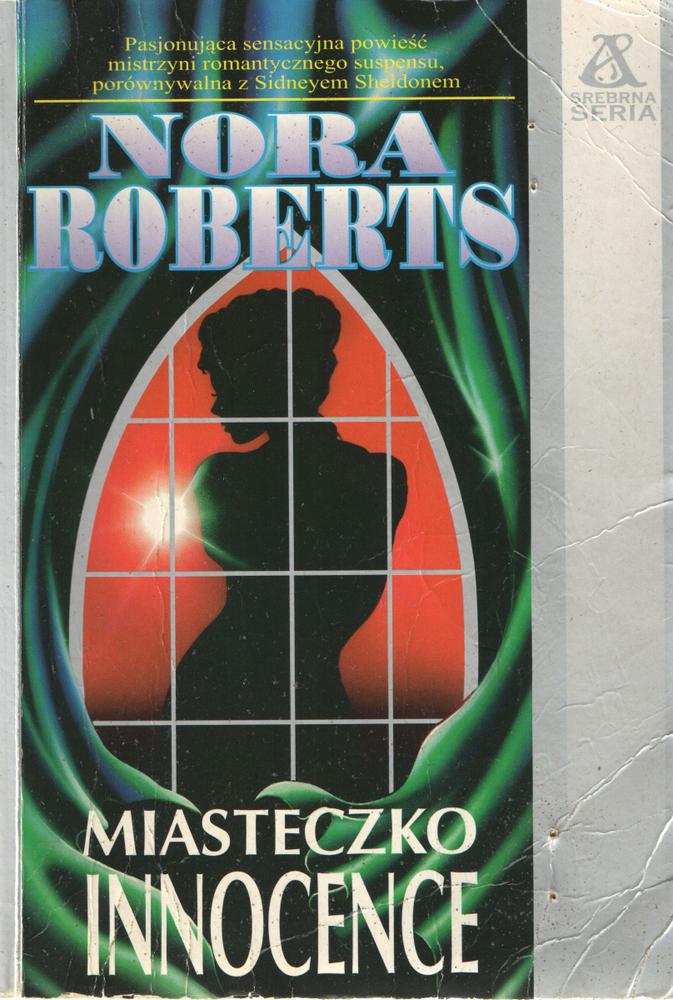 Pasjonująca sensacyjna powieść
mistrzyni romantycznego suspensu,
porównywalna z Sidneyem Sheldonem
NORA
ROBERTS
SREBRNA
SERIA
MIASTECZKO
INNOCENCE